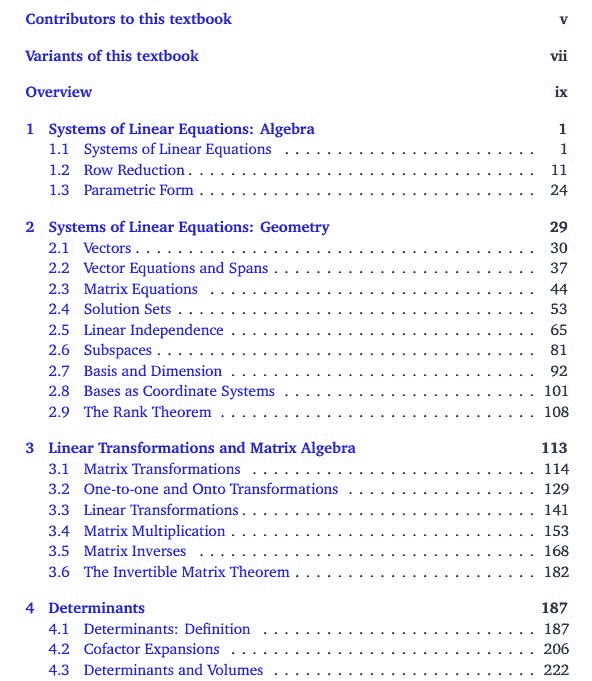 Contributors to this textbook v
Variants of this textbook vii
Overview ix
1 Systems of Linear Equations: Algebra 1
1.1 Systems of Linear Equations . . . . . . . . . . . . . . . . . . . . . . . . 1
1.2 Row Reduction . . . . . . . . . . . . . . . . . . . . . . . . . . . . . . . . . 11
1.3 Parametric Form . . . . . . . . . . . . . . . . . . . . . . . . . . . . . . . . 24
2 Systems of Linear Equations: Geometry 29
2.1 Vectors . . . . . . . . . . . . . . . . . . . . . . . . . . . . . . . . . . . . . . 30
2.2 Vector Equations and Spans . . . . . . . . . . . . . . . . . . . . . . . . . 37
2.3 Matrix Equations . . . . . . . . . . . . . . . . . . . . . . . . . . . . . . . 44
2.4 Solution Sets . . . . . . . . . . . . . . . . . . . . . . . . . . . . . . . . . . 53
2.5 Linear Independence . . . . . . . . . . . . . . . . . . . . . . . . . . . . . 65
2.6 Subspaces . . . . . . . . . . . . . . . . . . . . . . . . . . . . . . . . . . . . 81
2.7 Basis and Dimension . . . . . . . . . . . . . . . . . . . . . . . . . . . . . 92
2.8 Bases as Coordinate Systems . . . . . . . . . . . . . . . . . . . . . . . . 101
2.9 The Rank Theorem . . . . . . . . . . . . . . . . . . . . . . . . . . . . . . 108
3 Linear Transformations and Matrix Algebra 113
3.1 Matrix Transformations . . . . . . . . . . . . . . . . . . . . . . . . . . . 114
3.2 One-to-one and Onto Transformations . . . . . . . . . . . . . . . . . . 129
3.3 Linear Transformations . . . . . . . . . . . . . . . . . . . . . . . . . . . . 141
3.4 Matrix Multiplication . . . . . . . . . . . . . . . . . . . . . . . . . . . . . 153
3.5 Matrix Inverses . . . . . . . . . . . . . . . . . . . . . . . . . . . . . . . . 168
3.6 The Invertible Matrix Theorem . . . . . . . . . . . . . . . . . . . . . . . 182
4 Determinants 187
4.1 Determinants: Definition . . . . . . . . . . . . . . . . . . . . . . . . . . 187
4.2 Cofactor Expansions . . . . . . . . . . . . . . . . . . . . . . . . . . . . . 206
4.3 Determinants and Volumes . . . . . . . . . . . . . . . . . . . . . . . . . 222